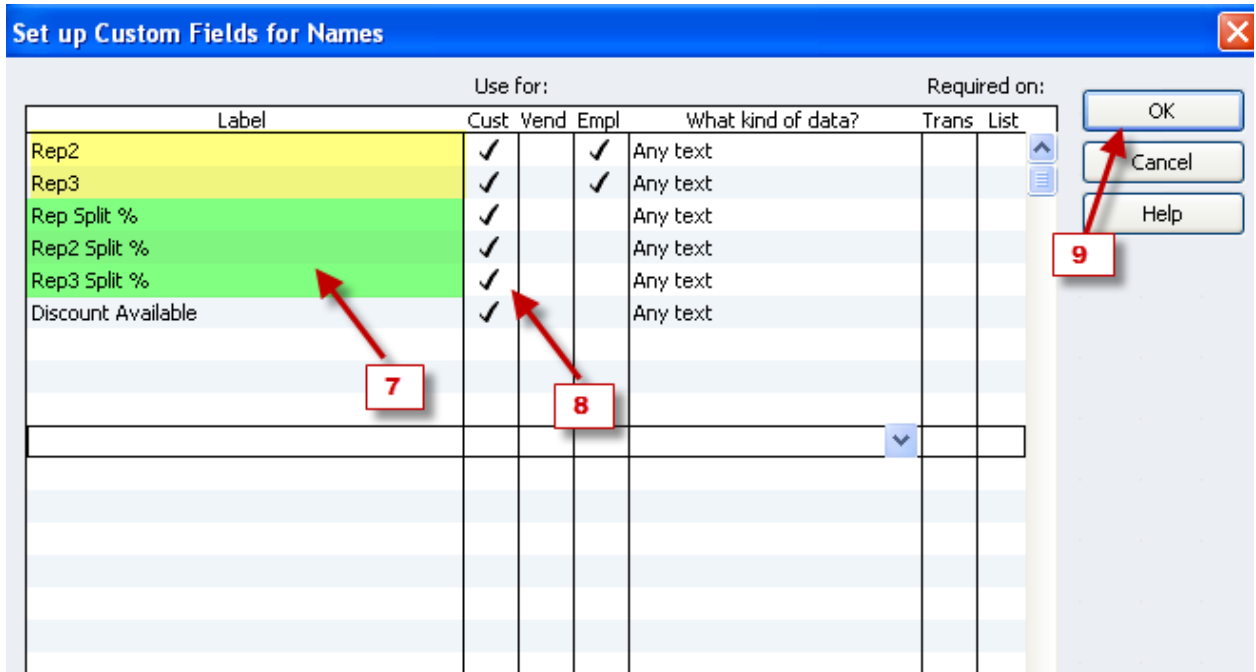 Set up Custom Fields for Names
Use for: Required on:
Label Cust Vend Empl What kind of data? Trans List
Rep2 ✓ ✓ Any text
Rep3 ✓ ✓ Any text
Rep Split % ✓ Any text
Rep2 Split % ✓ Any text
Rep3 Split % ✓ Any text
Discount Available ✓ Any text
OK
Cancel
Help
9
7
8